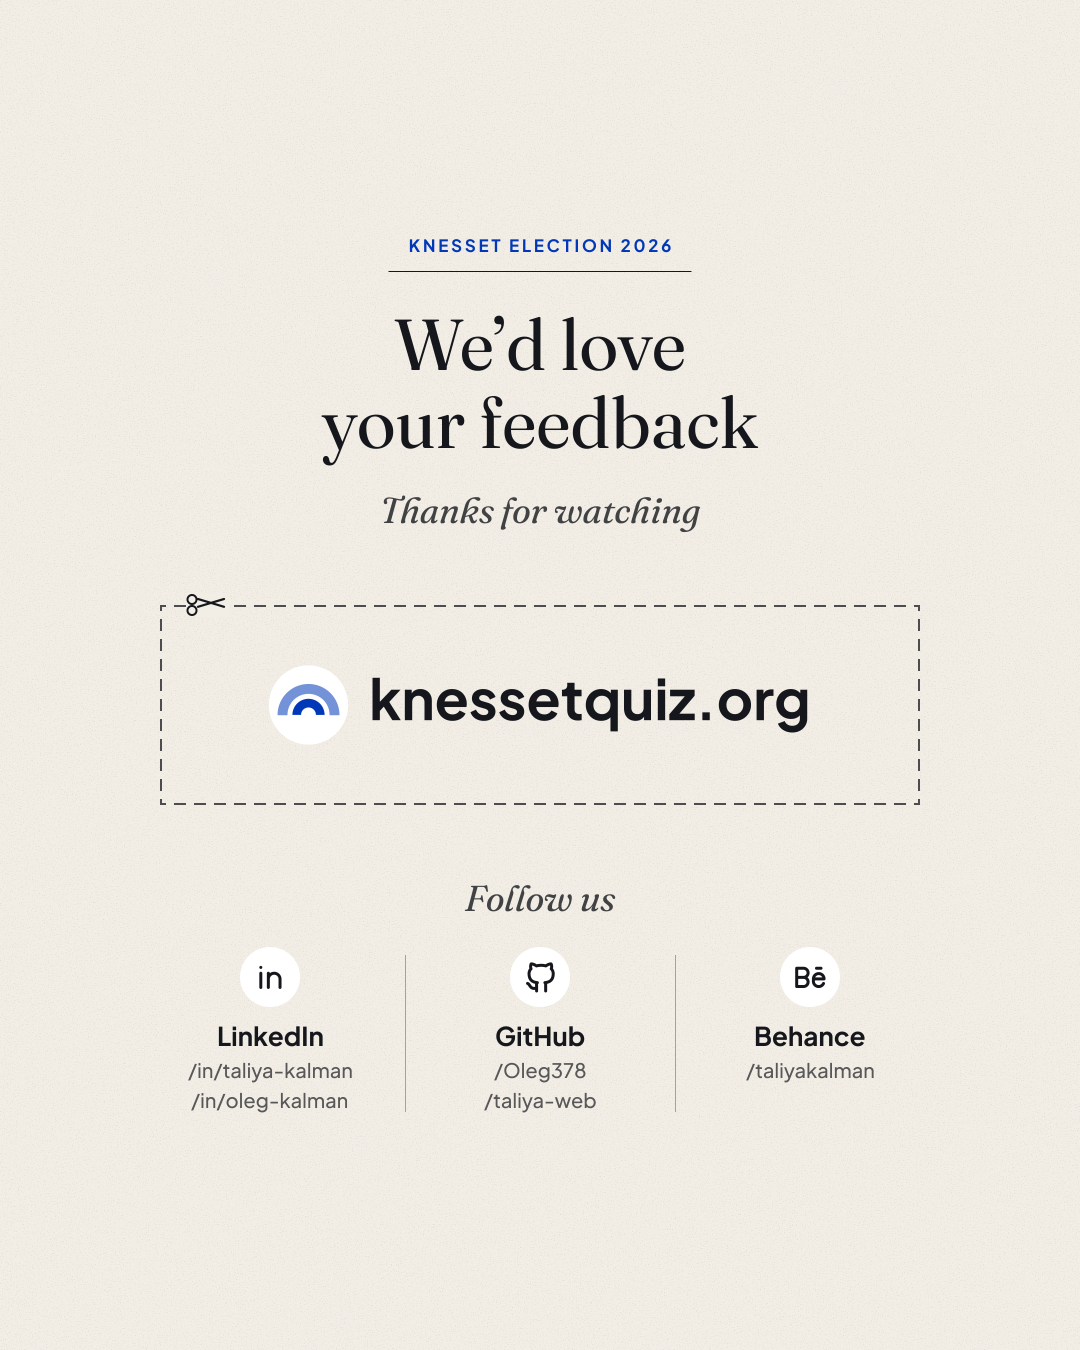 KNESSET ELECTION 2026
We’d love
your feedback
Thanks for watching
knessetquiz.org
Follow us
in
LinkedIn
/in/taliya-kalman
/in/oleg-kalman
GitHub
/Oleg378
/taliya-web
Bē
Behance
/taliyakalman